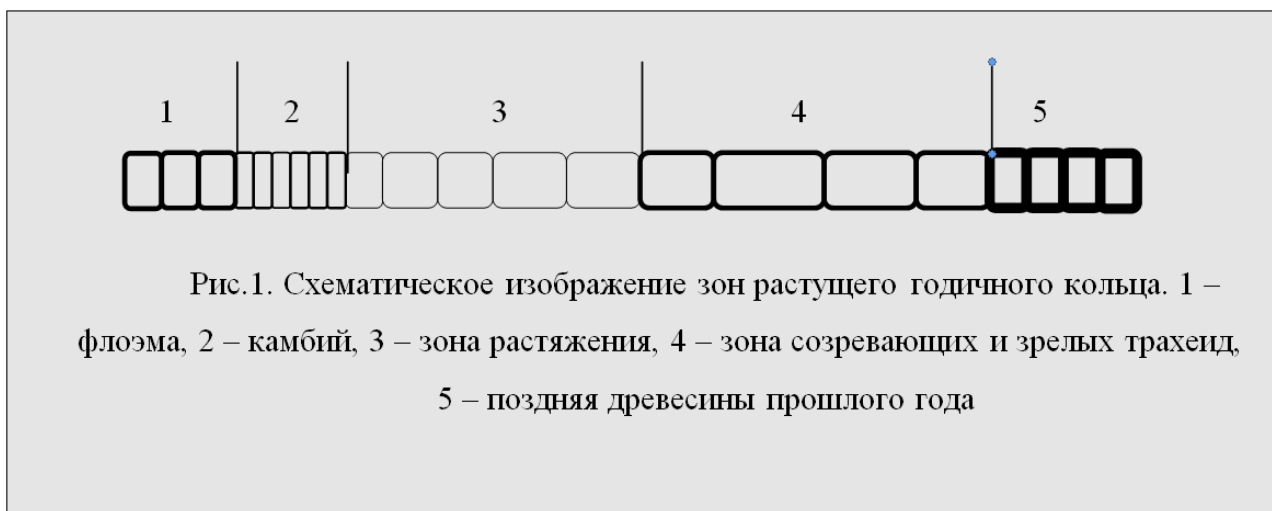 1 2 3 4 5
Рис.1. Схематическое изображение зон растущего годичного кольца. 1 –
флоэма, 2 – камбий, 3 – зона растяжения, 4 – зона созревающих и зрелых трахеид,
5 – поздняя древесины прошлого года